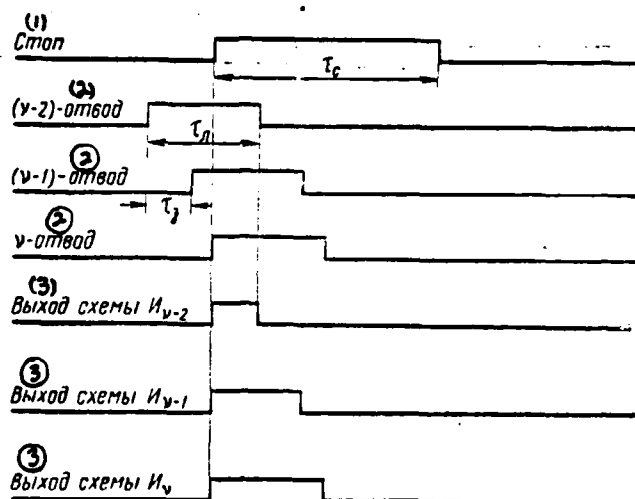 (1)
Стоп
τс
(2)
(ν-2)-отвод
τл
②
(ν-1)-отвод
τз
②
ν-отвод
(3)
Выход схемы Иν-2
③
Выход схемы Иν-1
③
Выход схемы Иν